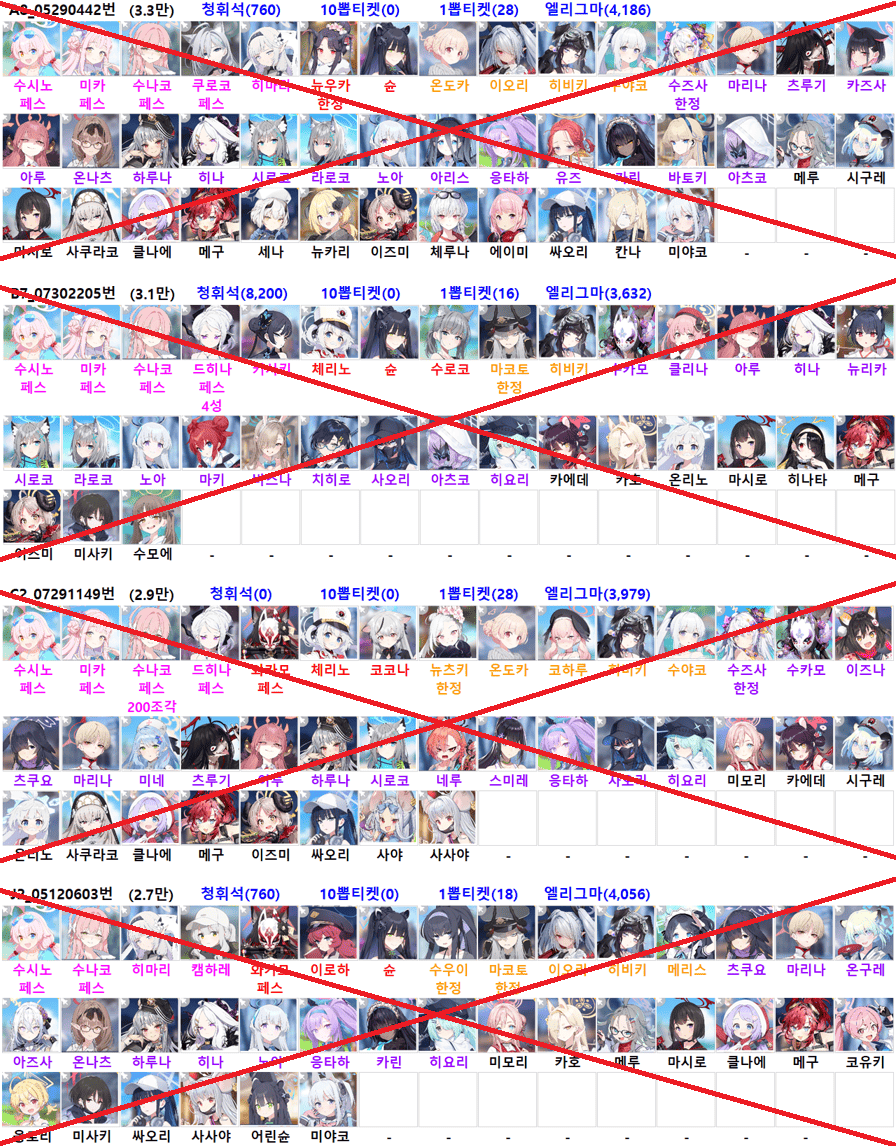 A8_05290442번 (3.3만) 청휘석(760) 10뽑티켓(0) 1뽑티켓(28) 엘리그마(4,186)
수시노 미카 수나코 쿠로코 히마리 뉴우카 슌 온도카 이오리 히비키 수야코 수즈사 마리나 츠루기 카즈사
페스 페스 페스 페스 한정 한정
아루 온나츠 하루나 히나 시로코 라로코 노아 아리스 응타하 유즈 카린 바토키 아츠코 메루 시구레
마시로 사쿠라코 클나에 메구 세나 뉴카리 이즈미 체루나 에이미 싸오리 칸나 미야코 - - -
B7_07302205번 (3.1만) 청휘석(8,200) 10뽑티켓(0) 1뽑티켓(16) 엘리그마(3,632)
수시노 미카 수나코 드히나 카사키 체리노 슌 수로코 마코토 히비키 수카모 클리나 아루 히나 뉴리카
페스 페스 페스 페스 한정
4성
시로코 라로코 노아 마키 바스나 치히로 사오리 아츠코 히요리 카에데 카호 온리노 마시로 히나타 메구
이즈미 미사키 수모에 - - - - - - - - - - - -
C2_07291149번 (2.9만) 청휘석(0) 10뽑티켓(0) 1뽑티켓(28) 엘리그마(3,979)
수시노 미카 수나코 드히나 와카모 체리노 코코나 뉴츠키 온도카 코하루 히비키 수야코 수즈사 수카모 이즈나
페스 페스 페스 페스 페스 한정 한정
200조각
츠쿠요 마리나 미네 츠루기 아루 하루나 시로코 네루 스미레 응타하 사오리 히요리 미모리 카에데 시구레
온리노 사쿠라코 클나에 메구 이즈미 싸오리 사야 사사야 - - - - - - -
J2_05120603번 (2.7만) 청휘석(760) 10뽑티켓(0) 1뽑티켓(18) 엘리그마(4,056)
수시노 수나코 히마리 캠하레 와카모 이로하 슌 수우이 마코토 이오리 히비키 메리스 츠쿠요 마리나 온구레
페스 페스 페스 한정 한정
아즈사 온나츠 하루나 히나 노아 응타하 카린 히요리 미모리 카호 메루 마시로 클나에 메구 코유키
응코리 미사키 싸오리 사사야 어린슌 미야코 - - - - - - - - -